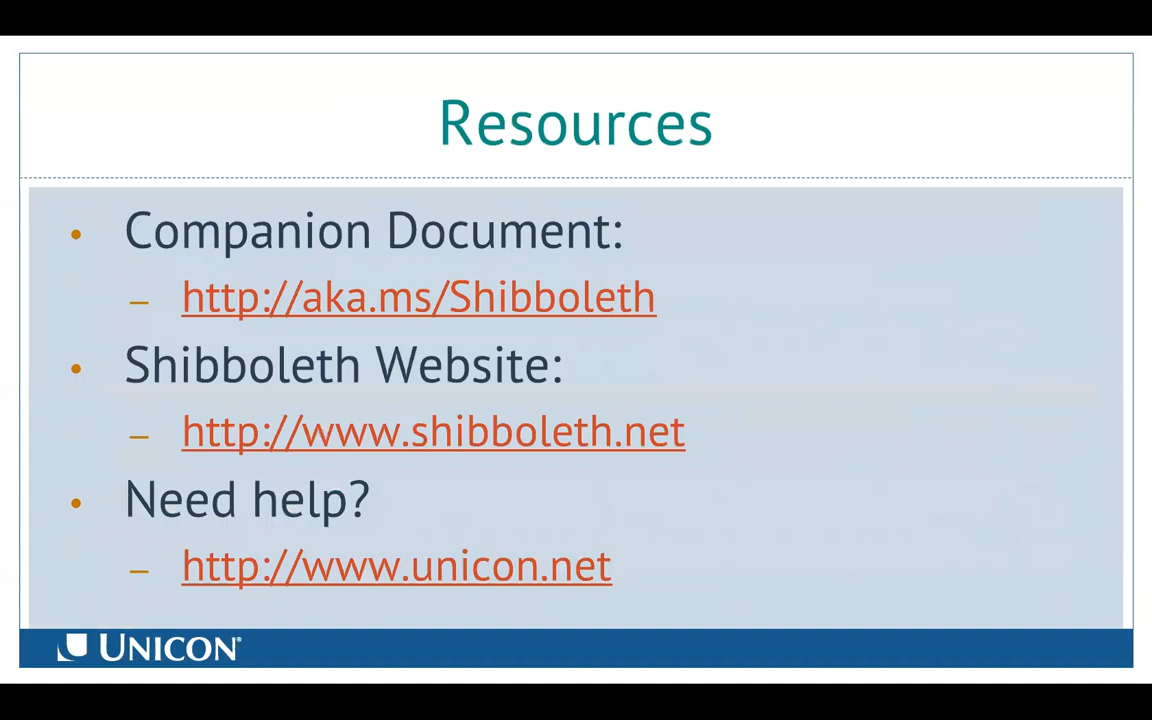 Resources
• Companion Document:
– http://aka.ms/Shibboleth
• Shibboleth Website:
– http://www.shibboleth.net
• Need help?
– http://www.unicon.net
UNICON®